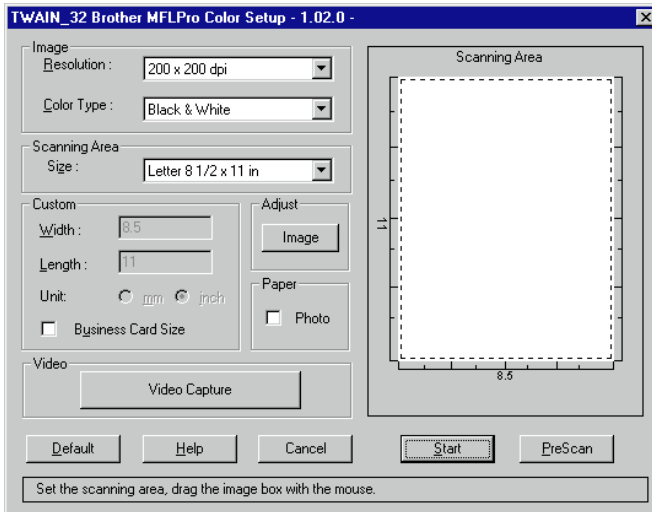 TWAIN_32 Brother MFLPro Color Setup - 1.02.0 -
Image
Resolution :
200 x 200 dpi
Color Type :
Black & White
Scanning Area
Size :
Letter 8 1/2 x 11 in
Custom
Width :
8.5
Length :
11
Unit:
mm
inch
Business Card Size
Adjust
Image
Paper
Photo
Video
Video Capture
Scanning Area
11
8.5
Default
Help
Cancel
Start
PreScan
Set the scanning area, drag the image box with the mouse.